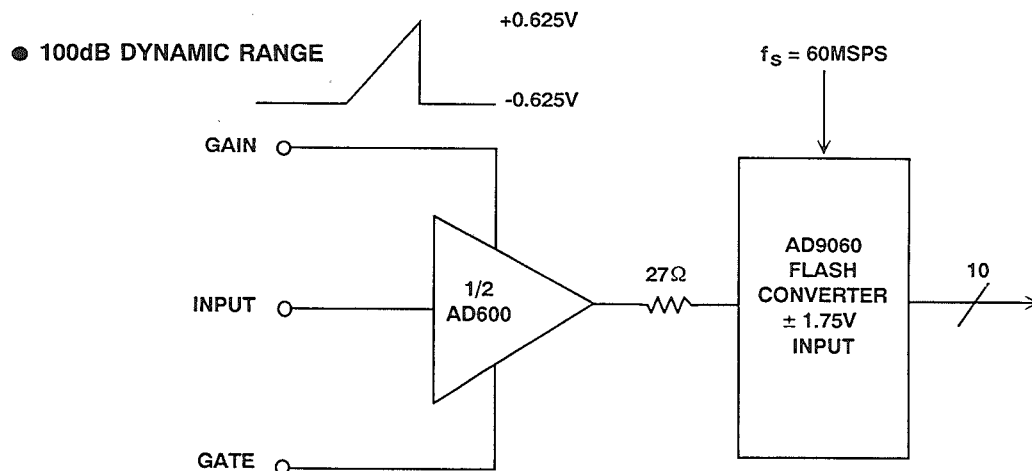 ● 100dB DYNAMIC RANGE
+0.625V
-0.625V
fS = 60MSPS
GAIN
INPUT
GATE
1/2
AD600
27Ω
AD9060
FLASH
CONVERTER
± 1.75V
INPUT
10